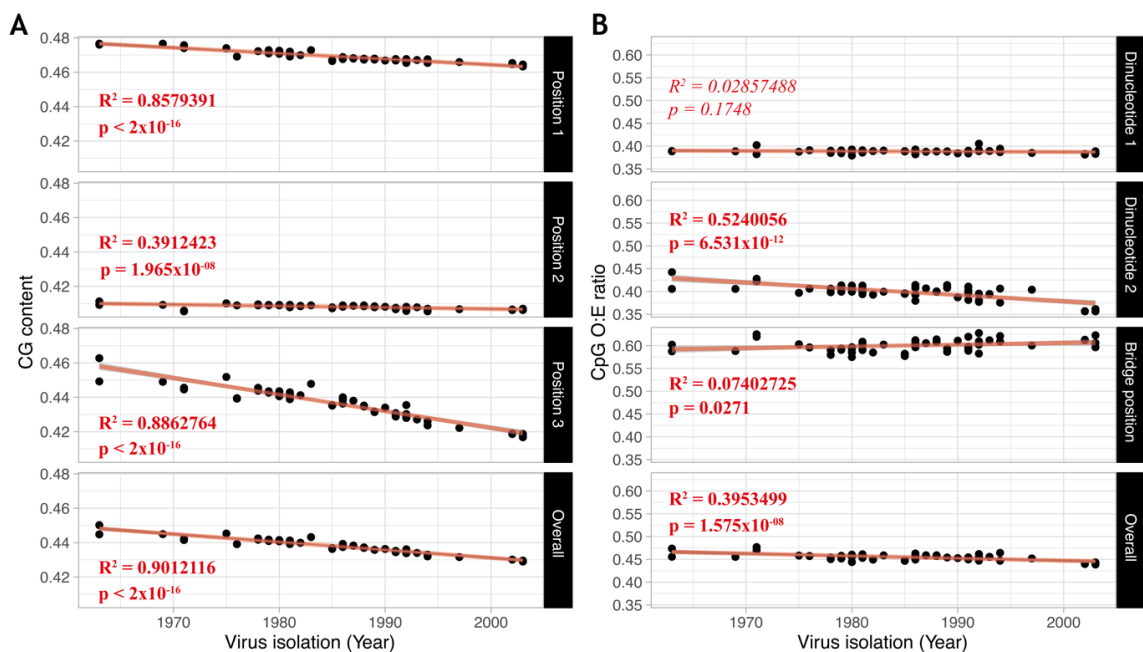 A
CG content
0.48
0.46
0.44
0.42
R² = 0.8579391
p < 2x10⁻¹⁶
Position 1
0.48
0.46
0.44
0.42
R² = 0.3912423
p = 1.965x10⁻⁰⁸
Position 2
0.48
0.46
0.44
0.42
R² = 0.8862764
p < 2x10⁻¹⁶
Position 3
0.48
0.46
0.44
0.42
R² = 0.9012116
p < 2x10⁻¹⁶
Overall
1970 1980 1990 2000
Virus isolation (Year)
B
CpG O:E ratio
0.60
0.55
0.50
0.45
0.40
0.35
R² = 0.02857488
p = 0.1748
Dinucleotide 1
0.60
0.55
0.50
0.45
0.40
0.35
R² = 0.5240056
p = 6.531x10⁻¹²
Dinucleotide 2
0.60
0.55
0.50
0.45
0.40
0.35
R² = 0.07402725
p = 0.0271
Bridge position
0.60
0.55
0.50
0.45
0.40
0.35
R² = 0.3953499
p = 1.575x10⁻⁰⁸
Overall
1970 1980 1990 2000
Virus isolation (Year)